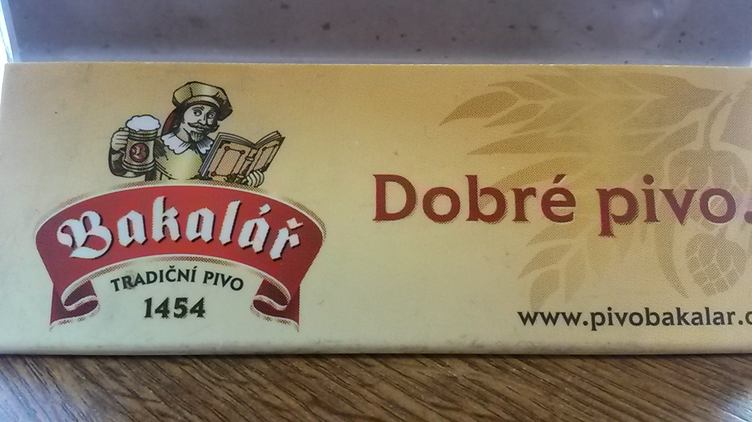 Bakalář
TRADIČNÍ PIVO
1454
Dobré pivo
www.pivobakalar.